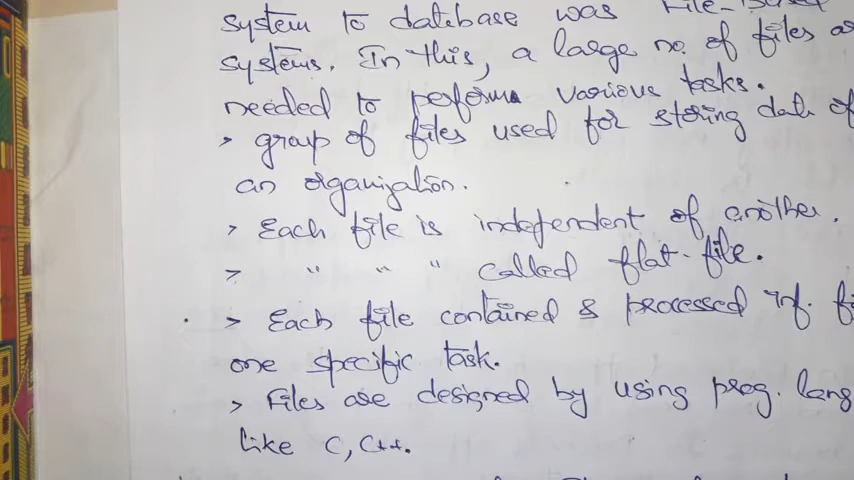 system to database was File-Based
systems. In this, a large no. of files are
needed to perform various tasks.
> group of files used for storing data of
an organization.
> Each file is independent of another.
> " " " called flat-file.
> Each file contained & processed inf. f
one specific task.
> Files are designed by using prog. lang
like C, C++.